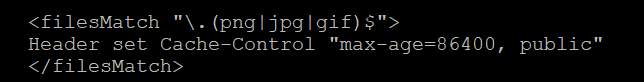 <filesMatch "\.(png|jpg|gif)$">
Header set Cache-Control "max-age=86400, public"
</filesMatch>